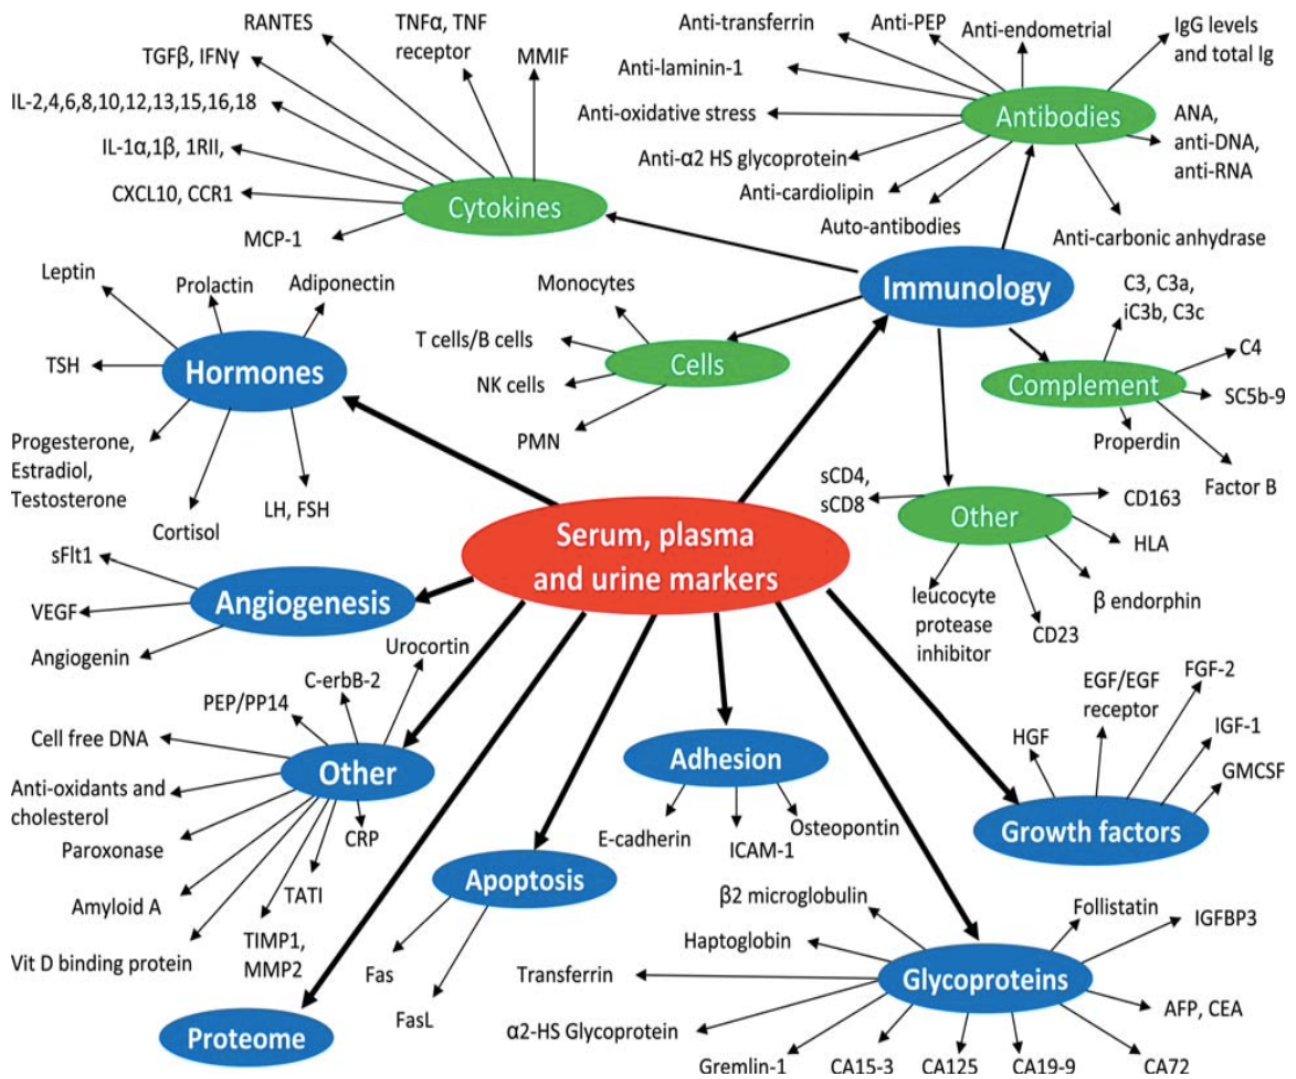 RANTES
TNFα, TNF
receptor
MMIF
TGFβ, IFNγ
IL-2,4,6,8,10,12,13,15,16,18
IL-1α,1β, 1RII,
CXCL10, CCR1
MCP-1
Cytokines
Anti-transferrin
Anti-PEP
Anti-endometrial
IgG levels
and total Ig
Anti-laminin-1
Anti-oxidative stress
Antibodies
ANA,
anti-DNA,
anti-RNA
Anti-α2 HS glycoprotein
Anti-cardiolipin
Auto-antibodies
Anti-carbonic anhydrase
Immunology
Leptin
Prolactin
Adiponectin
TSH
Hormones
Progesterone,
Estradiol,
Testosterone
Cortisol
LH, FSH
Monocytes
T cells/B cells
NK cells
PMN
Cells
C3, C3a,
iC3b, C3c
C4
SC5b-9
Complement
Properdin
Factor B
sCD4,
sCD8
Other
CD163
HLA
β endorphin
CD23
leucocyte
protease
inhibitor
Serum, plasma
and urine markers
sFlt1
VEGF
Angiogenin
Angiogenesis
Urocortin
C-erbB-2
PEP/PP14
Cell free DNA
Other
Anti-oxidants and
cholesterol
Paroxonase
Amyloid A
Vit D binding protein
TIMP1,
MMP2
TATI
CRP
Proteome
Apoptosis
Fas
FasL
Adhesion
E-cadherin
ICAM-1
Osteopontin
HGF
EGF/EGF
receptor
FGF-2
IGF-1
GMCSF
Growth factors
β2 microglobulin
Haptoglobin
Transferrin
α2-HS Glycoprotein
Gremlin-1
CA15-3
CA125
CA19-9
CA72
AFP, CEA
IGFBP3
Follistatin
Glycoproteins